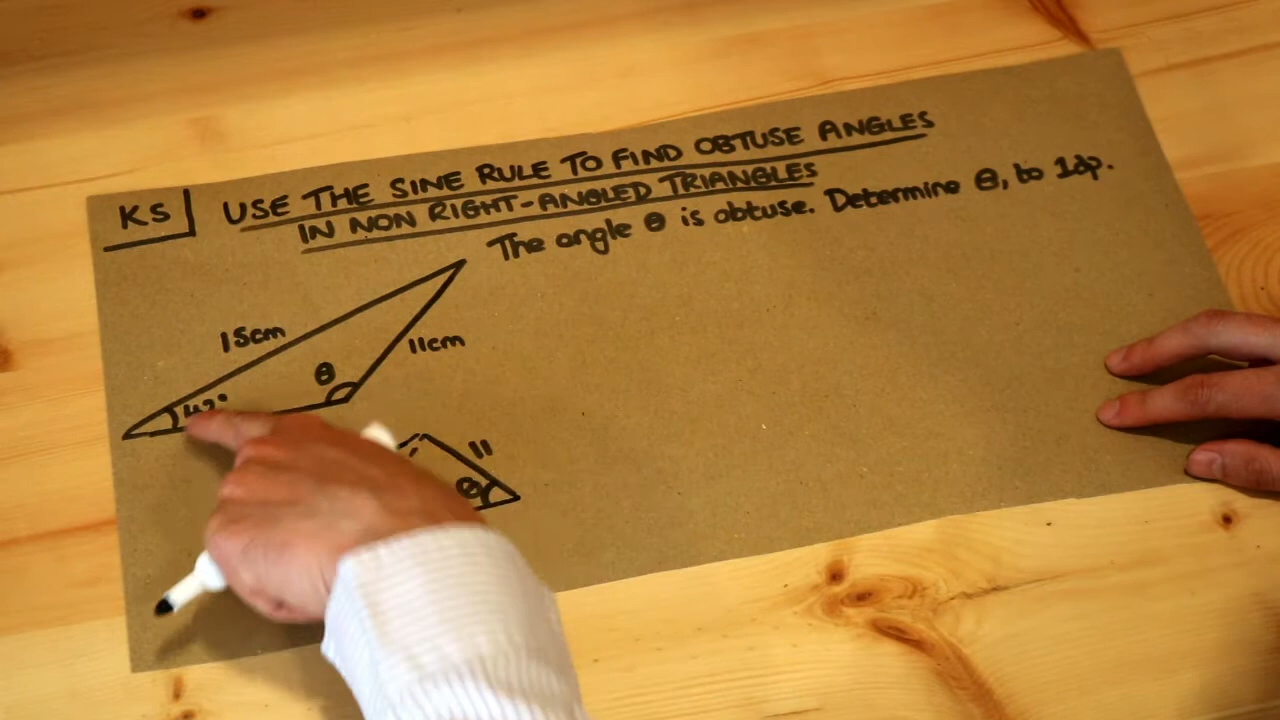 KS
USE THE SINE RULE TO FIND OBTUSE ANGLES
IN NON RIGHT-ANGLED TRIANGLES
The angle θ is obtuse. Determine θ, to 1dp.
15cm
11cm
θ
11
θ